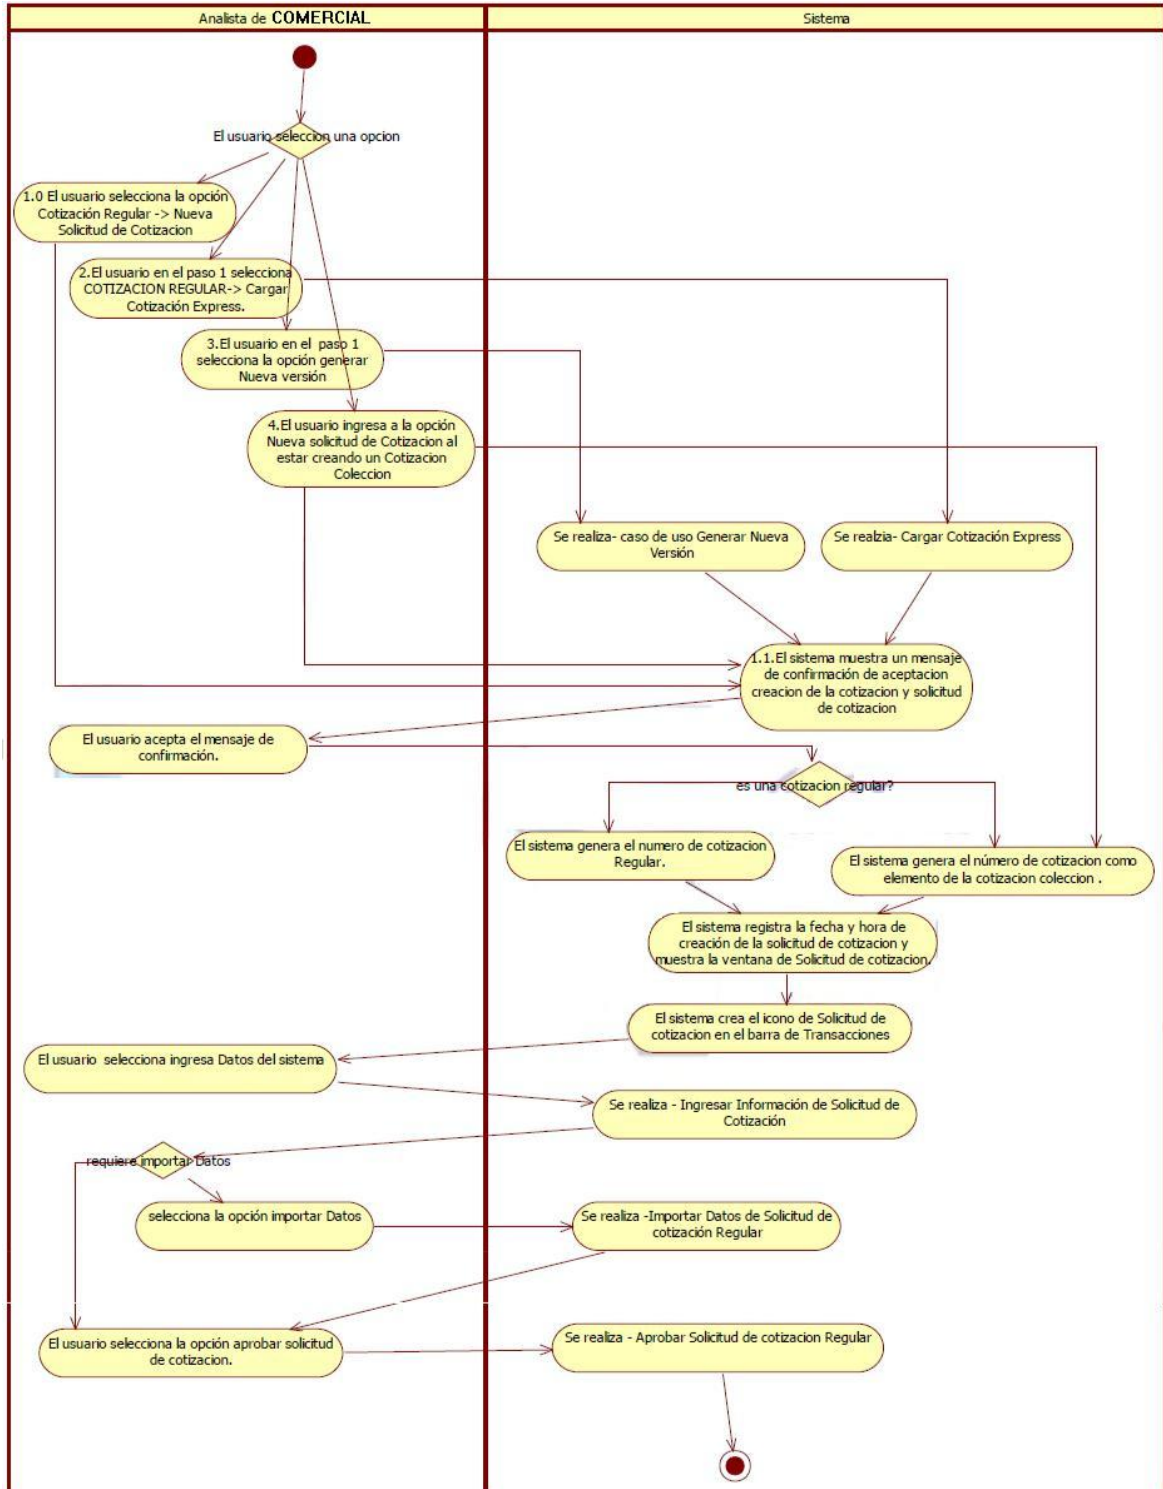 Analista de COMERCIAL
Sistema
El usuario seleccion una opcion
1.0 El usuario selecciona la opción
Cotización Regular -> Nueva
Solicitud de Cotizacion
2.El usuario en el paso 1 selecciona
COTIZACION REGULAR-> Cargar
Cotización Express.
3.El usuario en el  paso 1
selecciona la opción generar
Nueva versión
4.El usuario ingresa a la opción
Nueva solicitud de Cotizacion al
estar creando un Cotizacion
Coleccion
Se realiza- caso de uso Generar Nueva
Versión
Se realzia- Cargar Cotización Express
1.1.El sistema muestra un mensaje
de confirmación de aceptacion
creacion de la cotizacion y solicitud
de cotizacion
El usuario acepta el mensaje de
confirmación.
es una cotizacion regular?
El sistema genera el numero de cotizacion
Regular.
El sistema genera el número de cotizacion como
elemento de la cotizacion coleccion .
El sistema registra la fecha y hora de
creación de la solicitud de cotizacion y
muestra la ventana de Solicitud de cotizacion.
El sistema crea el icono de Solicitud de
cotizacion en el barra de Transacciones
El usuario  selecciona ingresa Datos del sistema
Se realiza - Ingresar Información de Solicitud de
Cotización
requiere importar Datos
selecciona la opción importar Datos
Se realiza -Importar Datos de Solicitud de
cotización Regular
El usuario selecciona la opción aprobar solicitud
de cotizacion.
Se realiza - Aprobar Solicitud de cotizacion Regular